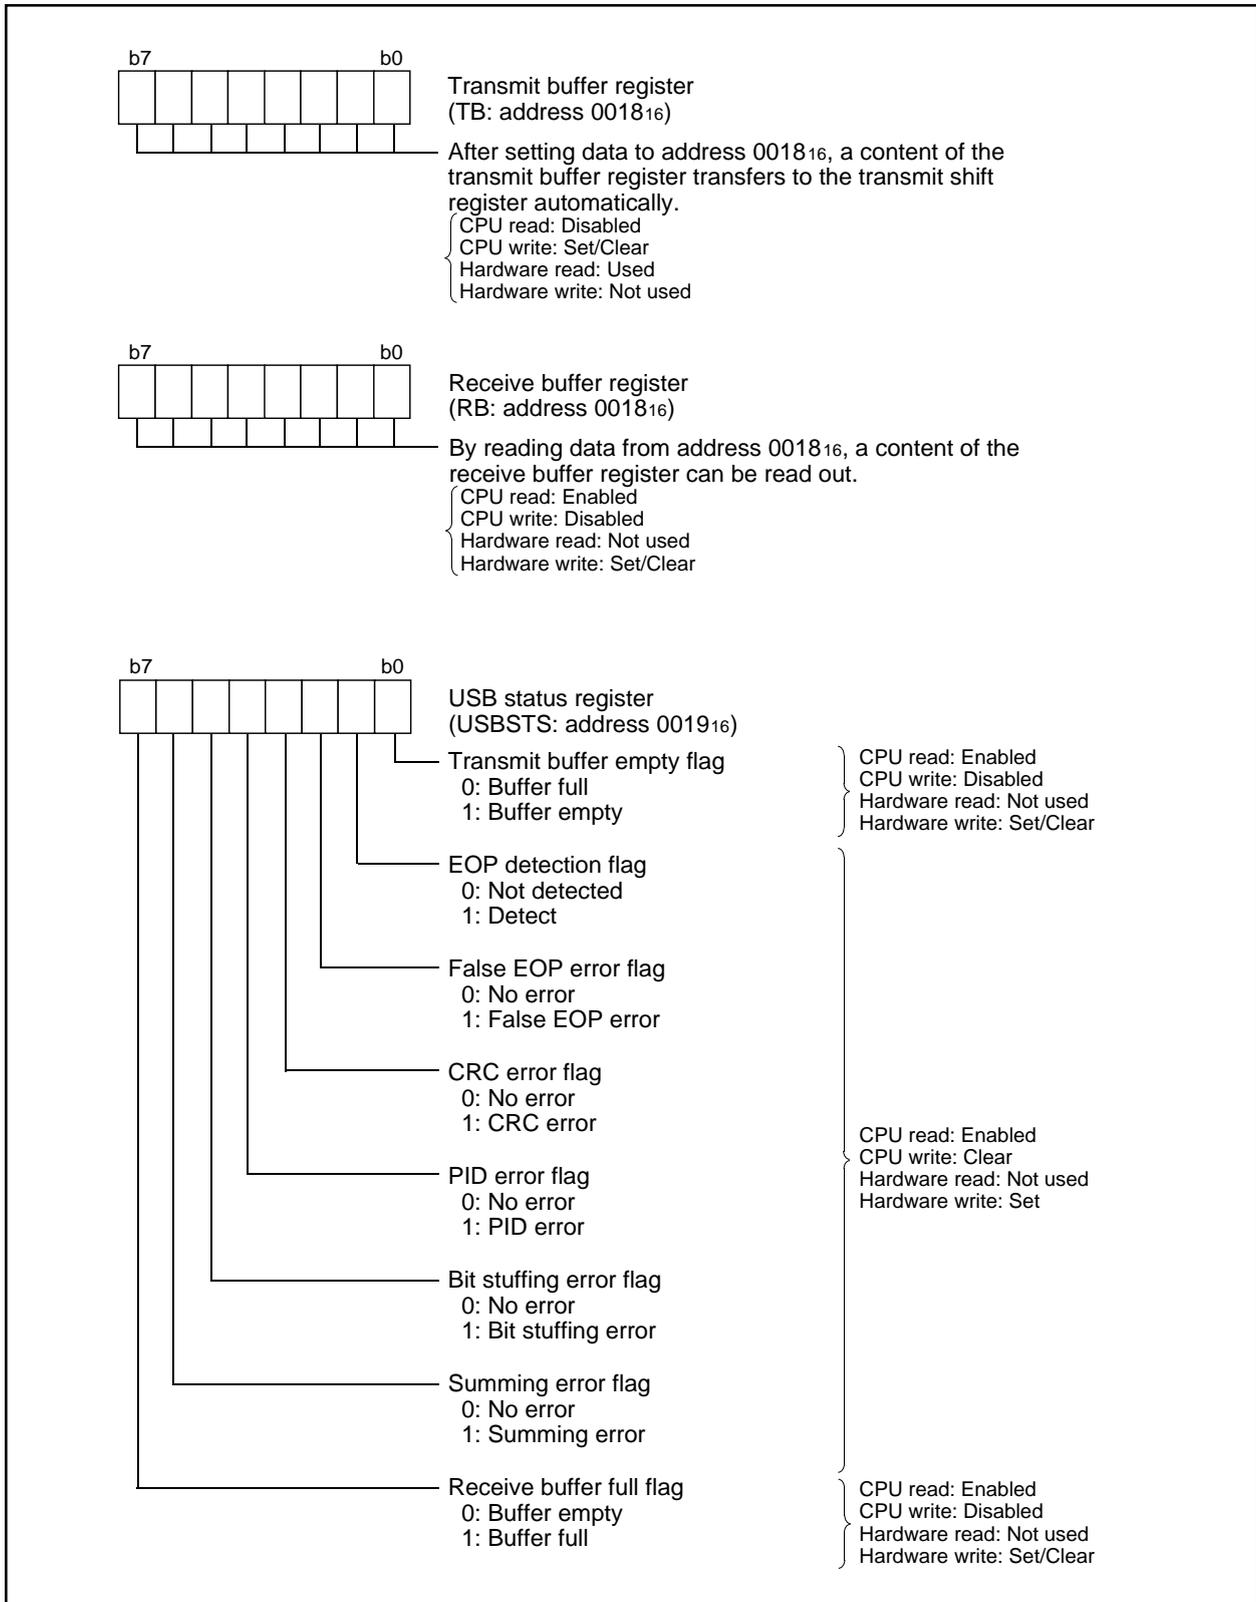 b7 b0
Transmit buffer register
(TB: address 001816)
After setting data to address 001816, a content of the
transmit buffer register transfers to the transmit shift
register automatically.
CPU read: Disabled
CPU write: Set/Clear
Hardware read: Used
Hardware write: Not used
b7 b0
Receive buffer register
(RB: address 001816)
By reading data from address 001816, a content of the
receive buffer register can be read out.
CPU read: Enabled
CPU write: Disabled
Hardware read: Not used
Hardware write: Set/Clear
b7 b0
USB status register
(USBSTS: address 001916)
Transmit buffer empty flag
0: Buffer full
1: Buffer empty
CPU read: Enabled
CPU write: Disabled
Hardware read: Not used
Hardware write: Set/Clear
EOP detection flag
0: Not detected
1: Detect
False EOP error flag
0: No error
1: False EOP error
CRC error flag
0: No error
1: CRC error
PID error flag
0: No error
1: PID error
Bit stuffing error flag
0: No error
1: Bit stuffing error
Summing error flag
0: No error
1: Summing error
CPU read: Enabled
CPU write: Clear
Hardware read: Not used
Hardware write: Set
Receive buffer full flag
0: Buffer empty
1: Buffer full
CPU read: Enabled
CPU write: Disabled
Hardware read: Not used
Hardware write: Set/Clear